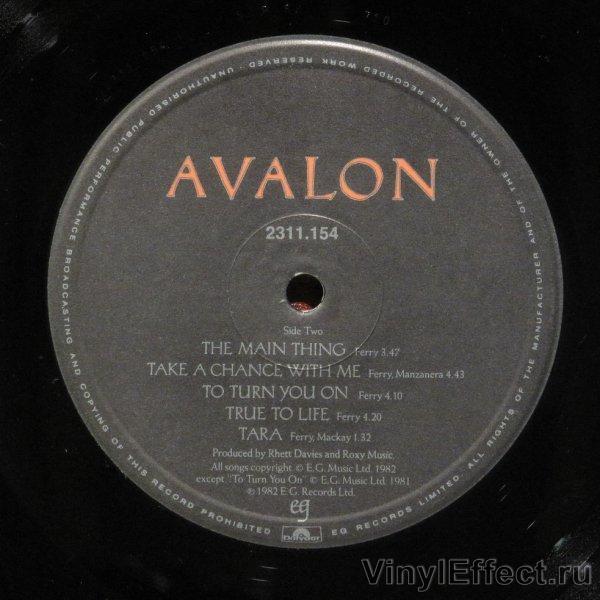 AVALON
2311.154
Side Two
THE MAIN THING Ferry 3.47
TAKE A CHANCE WITH ME Ferry, Manzanera 4.43
TO TURN YOU ON Ferry 4.10
TRUE TO LIFE Ferry 4.20
TARA Ferry, Mackay 1.32
Produced by Rhett Davies and Roxy Music.
All songs copyright © E.G. Music Ltd. 1982
except "To Turn You On" © E.G. Music Ltd. 1981
℗ 1982 E.G. Records Ltd.
eg
Polydor
EG RECORDS LIMITED. ALL RIGHTS OF THE MANUFACTURER AND OF THE OWNER OF THE RECORDED WORK RESERVED. UNAUTHORISED PUBLIC PERFORMANCE BROADCASTING AND COPYING OF THIS RECORD PROHIBITED
VinylEffect.ru